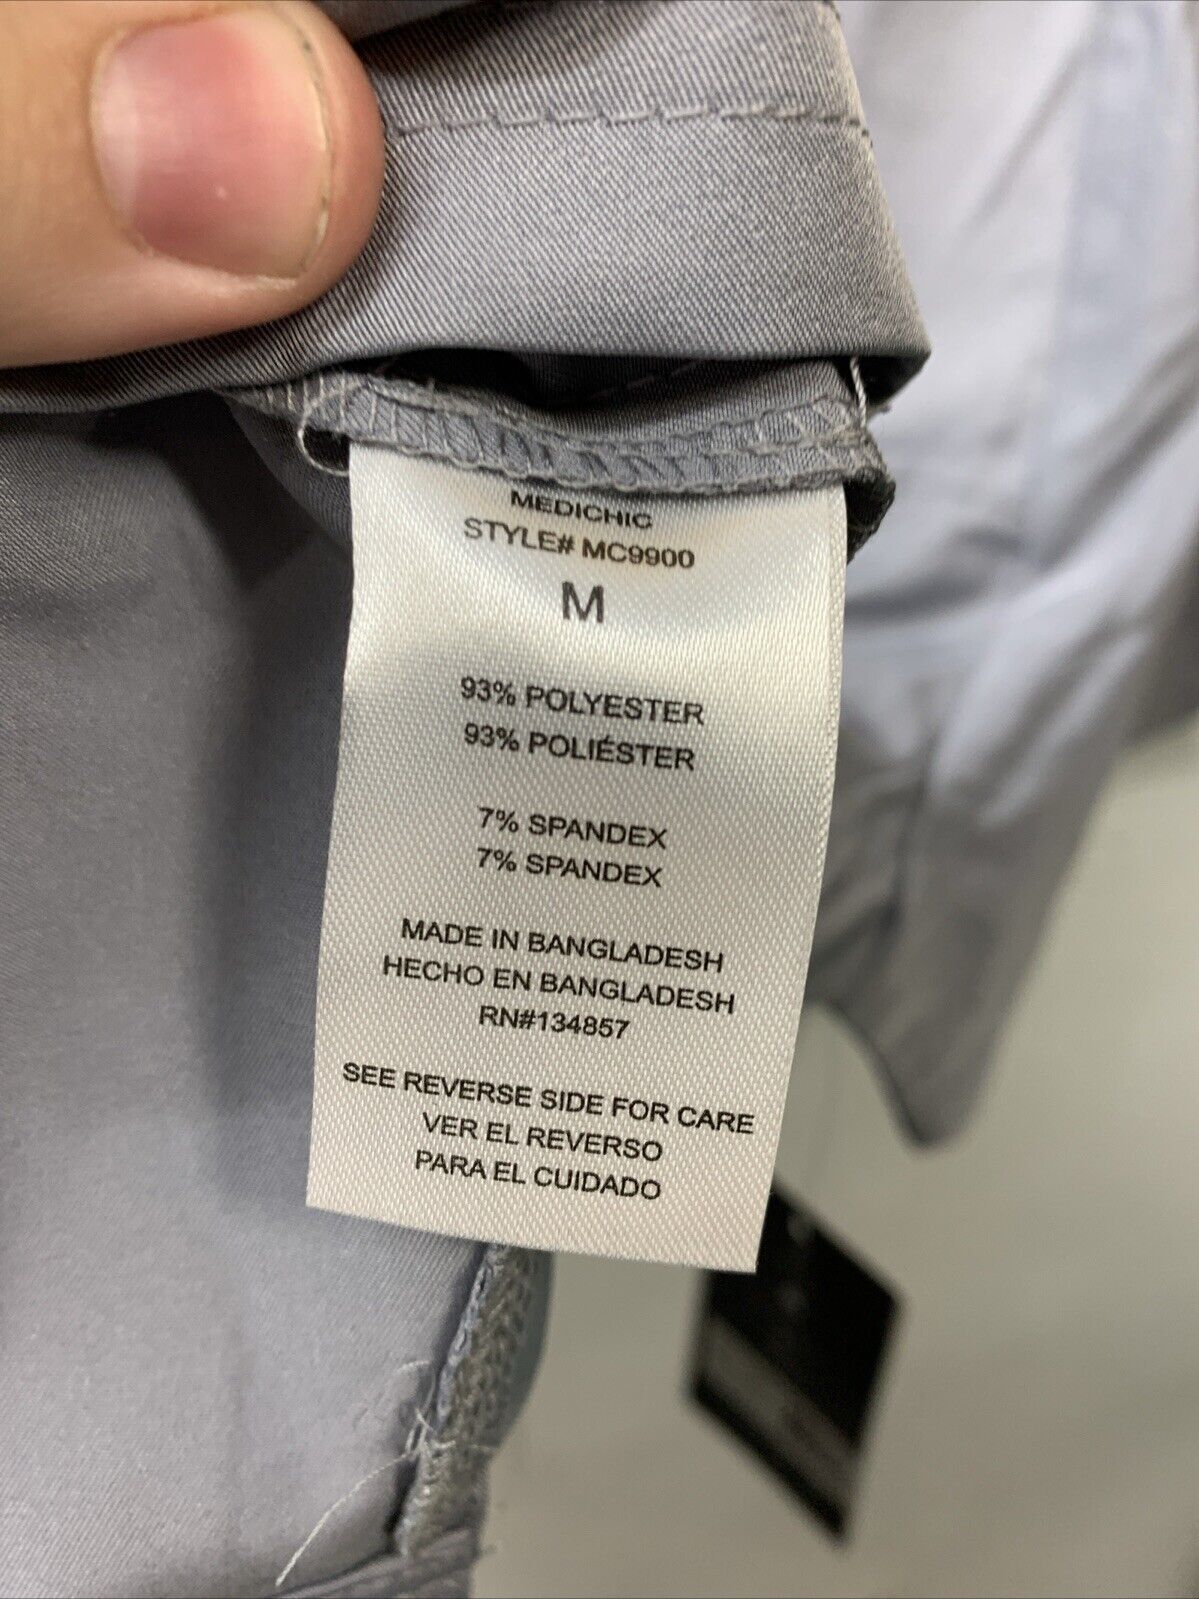 MEDICHIC
STYLE# MC9900
M
93% POLYESTER
93% POLIÉSTER
7% SPANDEX
7% SPANDEX
MADE IN BANGLADESH
HECHO EN BANGLADESH
RN#134857
SEE REVERSE SIDE FOR CARE
VER EL REVERSO
PARA EL CUIDADO